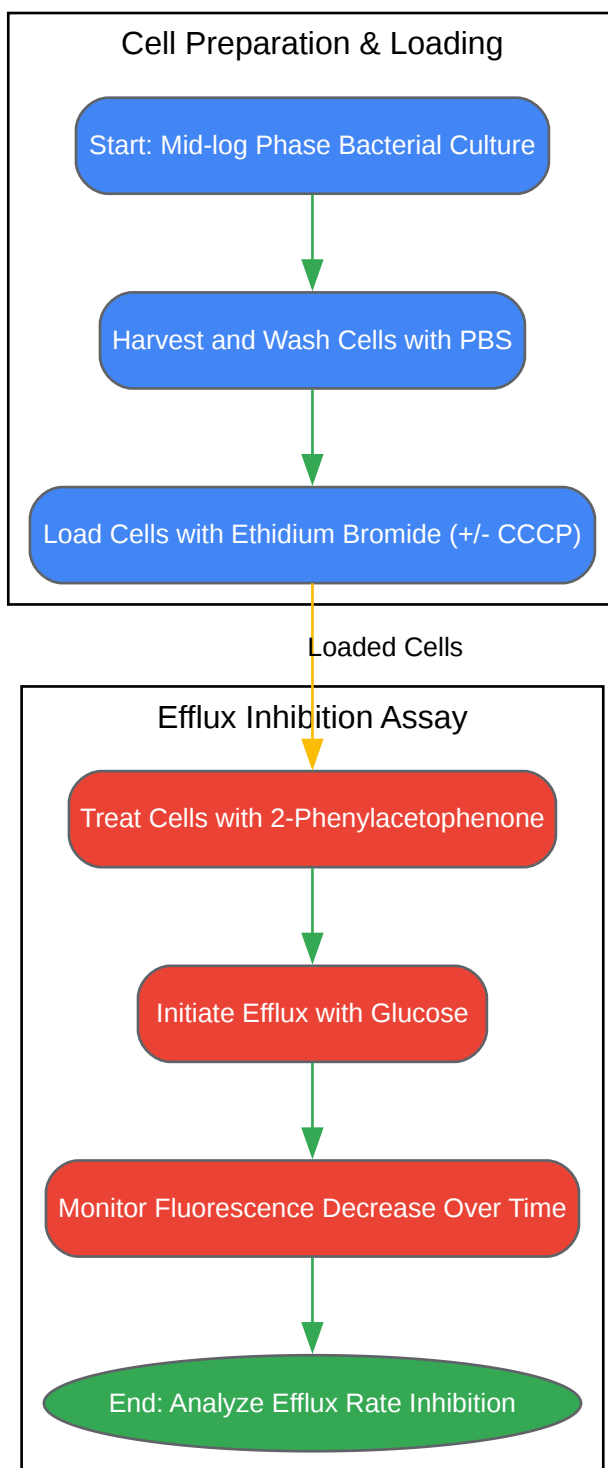 Cell Preparation & Loading
Start: Mid-log Phase Bacterial Culture
Harvest and Wash Cells with PBS
Load Cells with Ethidium Bromide (+/- CCCP)
Loaded Cells
Efflux Inhibition Assay
Treat Cells with 2-Phenylacetophenone
Initiate Efflux with Glucose
Monitor Fluorescence Decrease Over Time
End: Analyze Efflux Rate Inhibition